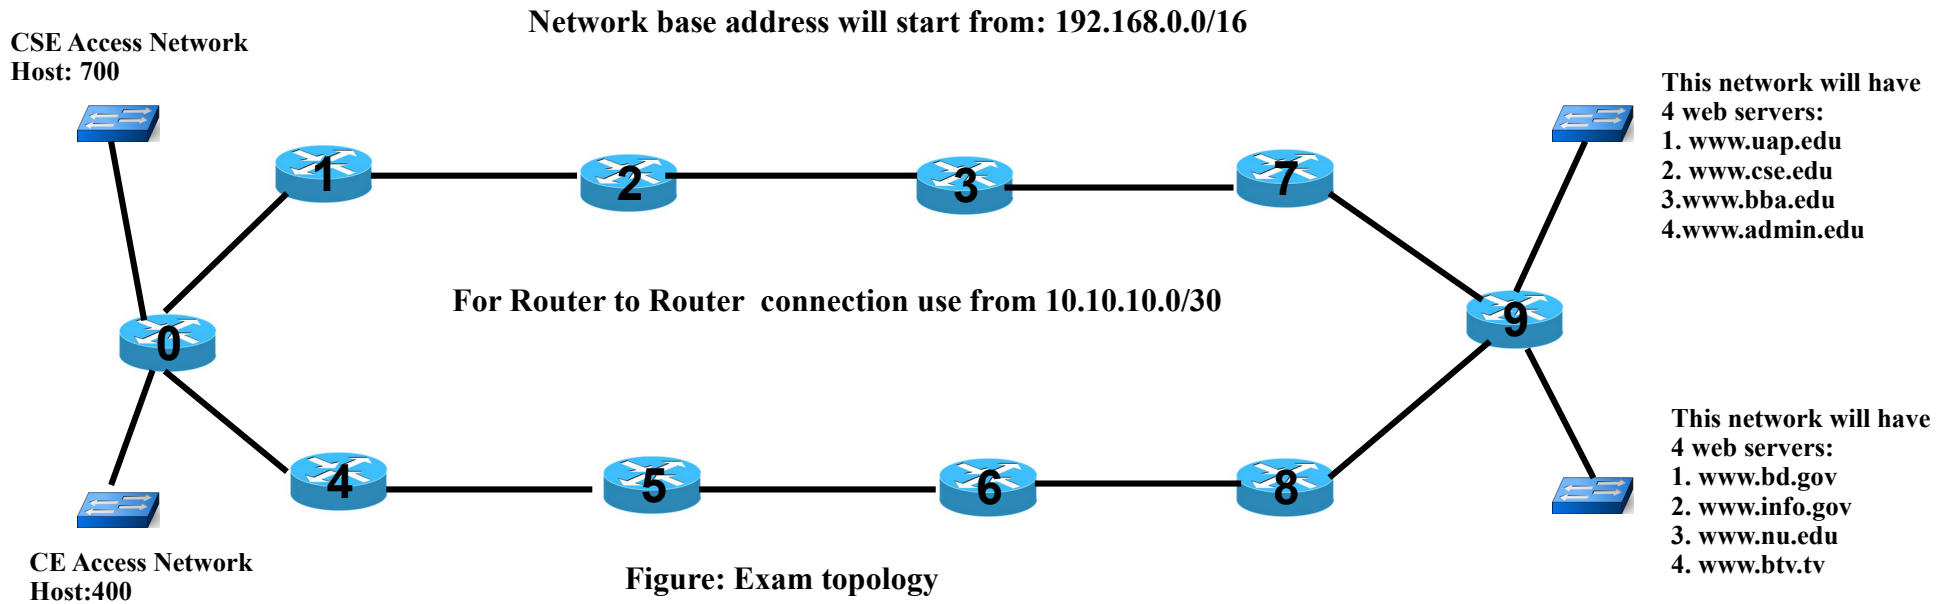 Network base address will start from: 192.168.0.0/16
CSE Access Network
Host: 700
This network will have
4 web servers:
1. www.uap.edu
2. www.cse.edu
3.www.bba.edu
4.www.admin.edu
1
2
3
7
For Router to Router  connection use from 10.10.10.0/30
0
9
4
5
6
8
This network will have
4 web servers:
1. www.bd.gov
2. www.info.gov
3. www.nu.edu
4. www.btv.tv
CE Access Network
Host:400
Figure: Exam topology